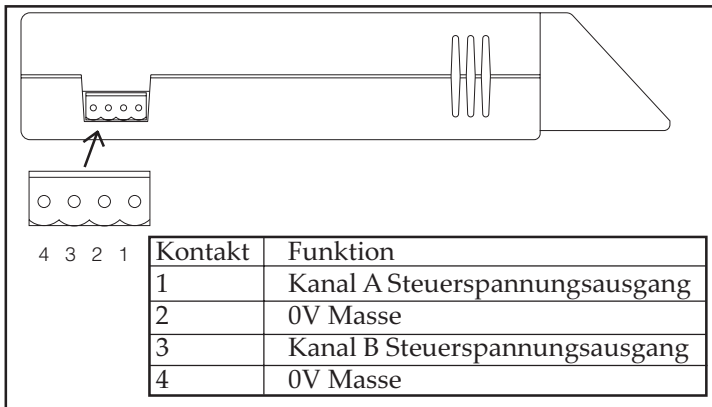 4 3 2 1
Kontakt Funktion
1 Kanal A Steuerspannungsausgang
2 0V Masse
3 Kanal B Steuerspannungsausgang
4 0V Masse